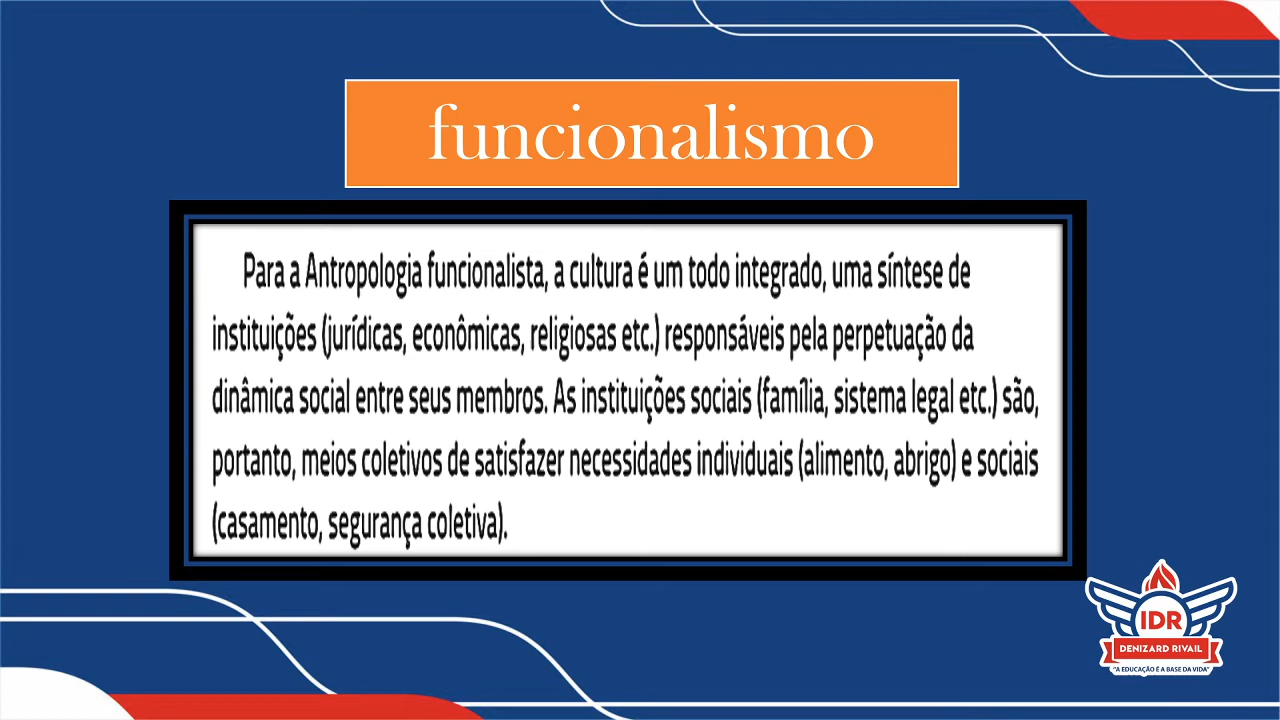 funcionalismo
Para a Antropologia funcionalista, a cultura é um todo integrado, uma síntese de
instituições (jurídicas, econômicas, religiosas etc.) responsáveis pela perpetuação da
dinâmica social entre seus membros. As instituições sociais (família, sistema legal etc.) são,
portanto, meios coletivos de satisfazer necessidades individuais (alimento, abrigo) e sociais
(casamento, segurança coletiva).
IDR
DENIZARD RIVAIL
"A EDUCAÇÃO É A BASE DA VIDA"